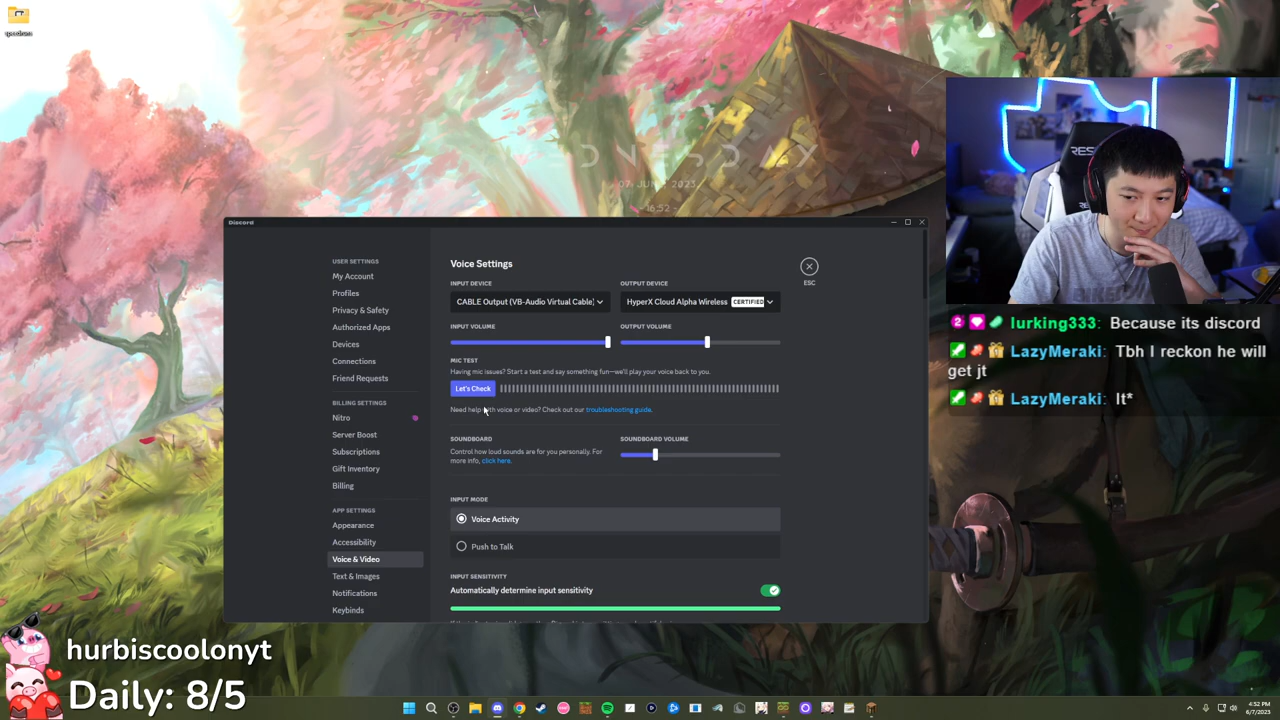 WEDNESDAY
07. JUNE, 2023.
- 16:52 -
Discord
USER SETTINGS
My Account
Profiles
Privacy & Safety
Authorized Apps
Devices
Connections
Friend Requests
BILLING SETTINGS
Nitro
Server Boost
Subscriptions
Gift Inventory
Billing
APP SETTINGS
Appearance
Accessibility
Voice & Video
Text & Images
Notifications
Keybinds
Voice Settings
ESC
INPUT DEVICE
OUTPUT DEVICE
CABLE Output (VB-Audio Virtual Cable)
HyperX Cloud Alpha Wireless CERTIFIED
INPUT VOLUME
OUTPUT VOLUME
MIC TEST
Having mic issues? Start a test and say something fun—we'll play your voice back to you.
Let's Check
Need help with voice or video? Check out our troubleshooting guide.
SOUNDBOARD
SOUNDBOARD VOLUME
Control how loud sounds are for you personally. For
more info, click here.
INPUT MODE
Voice Activity
Push to Talk
INPUT SENSITIVITY
Automatically determine input sensitivity
2 lurking333: Because its discord
LazyMeraki: Tbh I reckon he will
get jt
LazyMeraki: It*
hurbiscoolonyt
Daily: 8/5
4:52 PM
6/7/2023